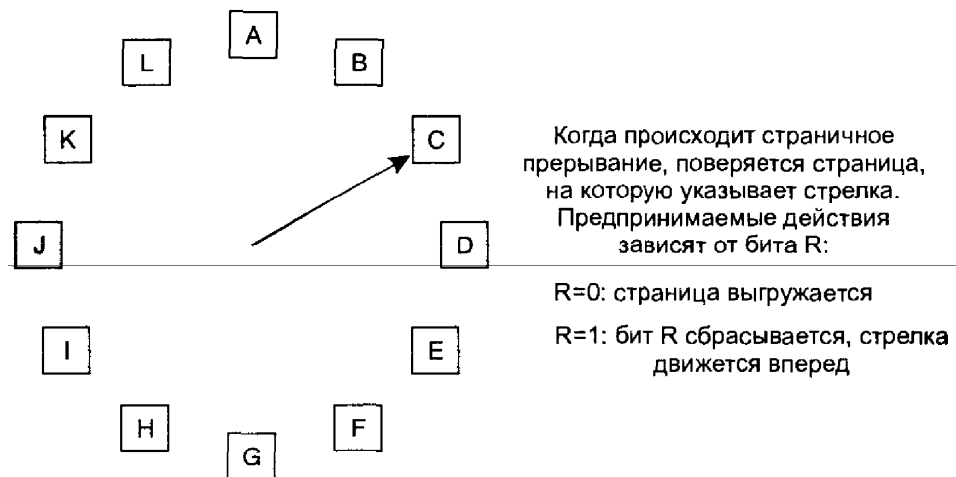 A
L
B
K
C
J
D
I
E
H
F
G
Когда происходит страничное
прерывание, поверяется страница,
на которую указывает стрелка.
Предпринимаемые действия
зависят от бита R:
R=0: страница выгружается
R=1: бит R сбрасывается, стрелка
движется вперед